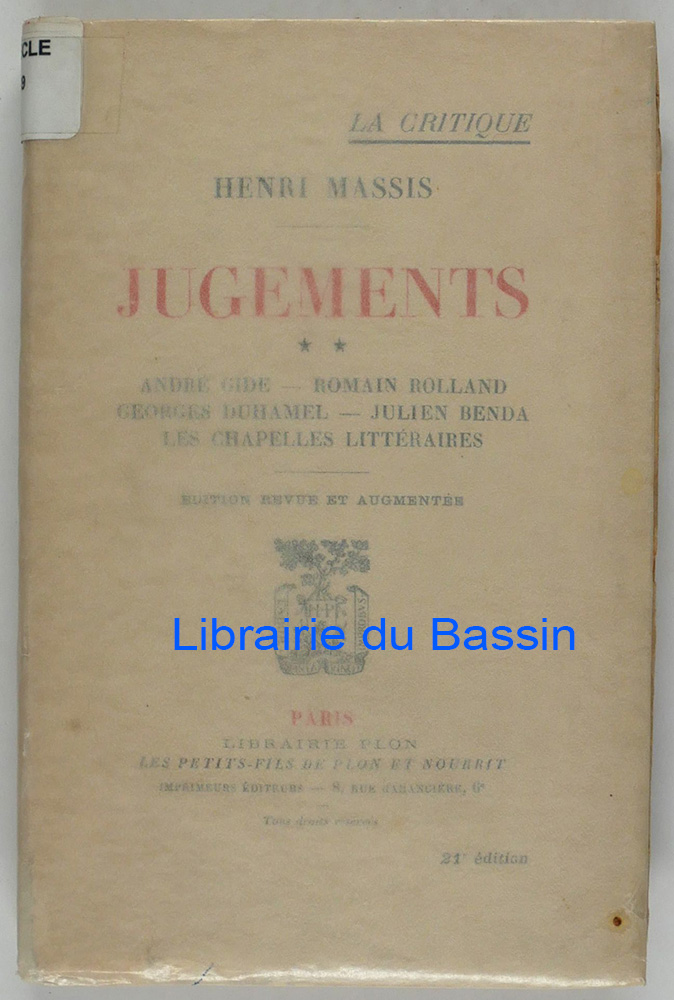 CLE
9
LA CRITIQUE
HENRI MASSIS
JUGEMENTS
★ ★
ANDRÉ GIDE — ROMAIN ROLLAND
GEORGES DUHAMEL — JULIEN BENDA
LES CHAPELLES LITTÉRAIRES
ÉDITION REVUE ET AUGMENTÉE
Librairie du Bassin
PARIS
LIBRAIRIE PLON
LES PETITS-FILS DE PLON ET NOURRIT
IMPRIMEURS ÉDITEURS — 8, RUE GARANCIÈRE, 6e
Tous droits réservés
21e édition